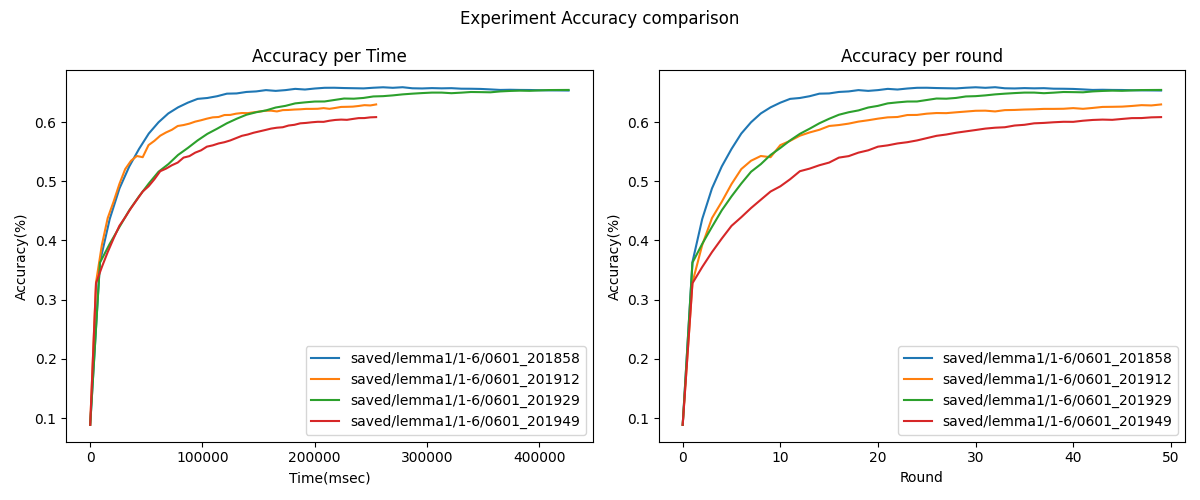 Experiment Accuracy comparison
Accuracy per Time
Accuracy(%)
0.6
0.5
0.4
0.3
0.2
0.1
saved/lemma1/1-6/0601_201858
saved/lemma1/1-6/0601_201912
saved/lemma1/1-6/0601_201929
saved/lemma1/1-6/0601_201949
0 100000 200000 300000 400000
Time(msec)
Accuracy per round
Accuracy(%)
0.6
0.5
0.4
0.3
0.2
0.1
saved/lemma1/1-6/0601_201858
saved/lemma1/1-6/0601_201912
saved/lemma1/1-6/0601_201929
saved/lemma1/1-6/0601_201949
0 10 20 30 40 50
Round